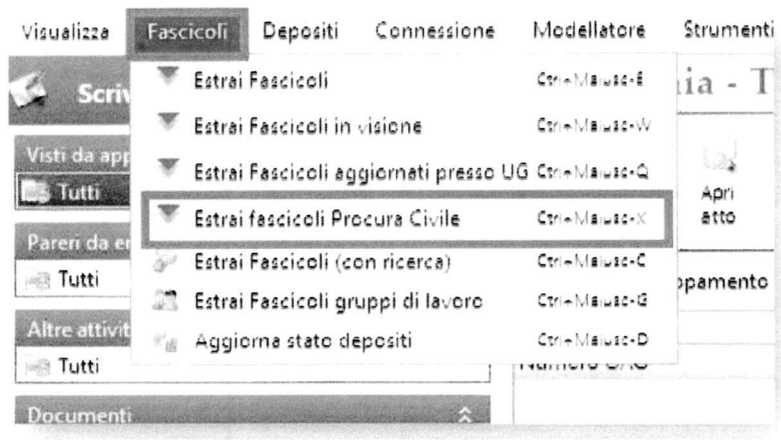 Visualizza Fascicoli Depositi Connessione Modellatore Strumenti
Scriv
ia - T
Estrai Fascicoli Ctrl+Maiusc-E
Estrai Fascicoli in visione Ctrl+Maiusc-W
Visti da app
Estrai Fascicoli aggiornati presso UG Ctrl+Maiusc-Q
Tutti
Apri
atto
Estrai fascicoli Procura Civile Ctrl+Maiusc-X
Pareri da e
Estrai Fascicoli (con ricerca) Ctrl+Maiusc-C
Tutti
ppamento
Estrai Fascicoli gruppi di lavoro Ctrl+Maiusc-G
Altre attivit
Aggiorna stato depositi Ctrl+Maiusc-D
Tutti
Documenti